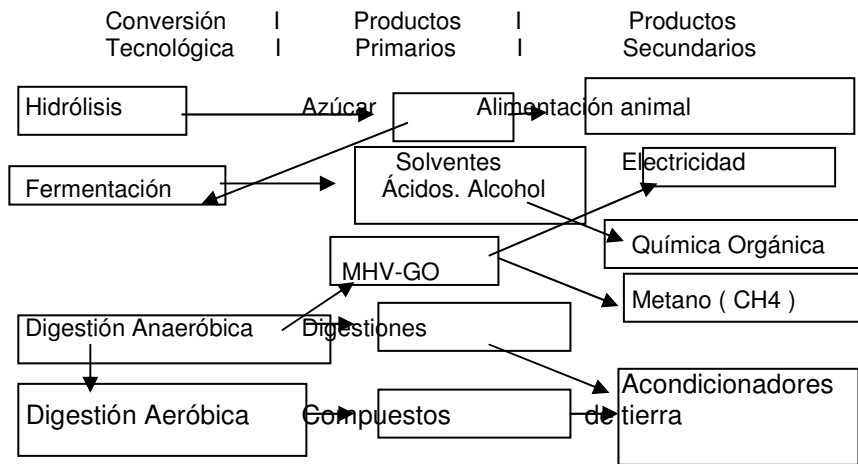 Conversión I Productos I Productos
Tecnológica I Primarios I Secundarios
Hidrólisis Azúcar Alimentación animal
Solventes Electricidad
Fermentación Ácidos. Alcohol
Química Orgánica
MHV-GO
Metano ( CH4 )
Digestión Anaeróbica Digestiones
Acondicionadores
Digestión Aeróbica Compuestos de tierra